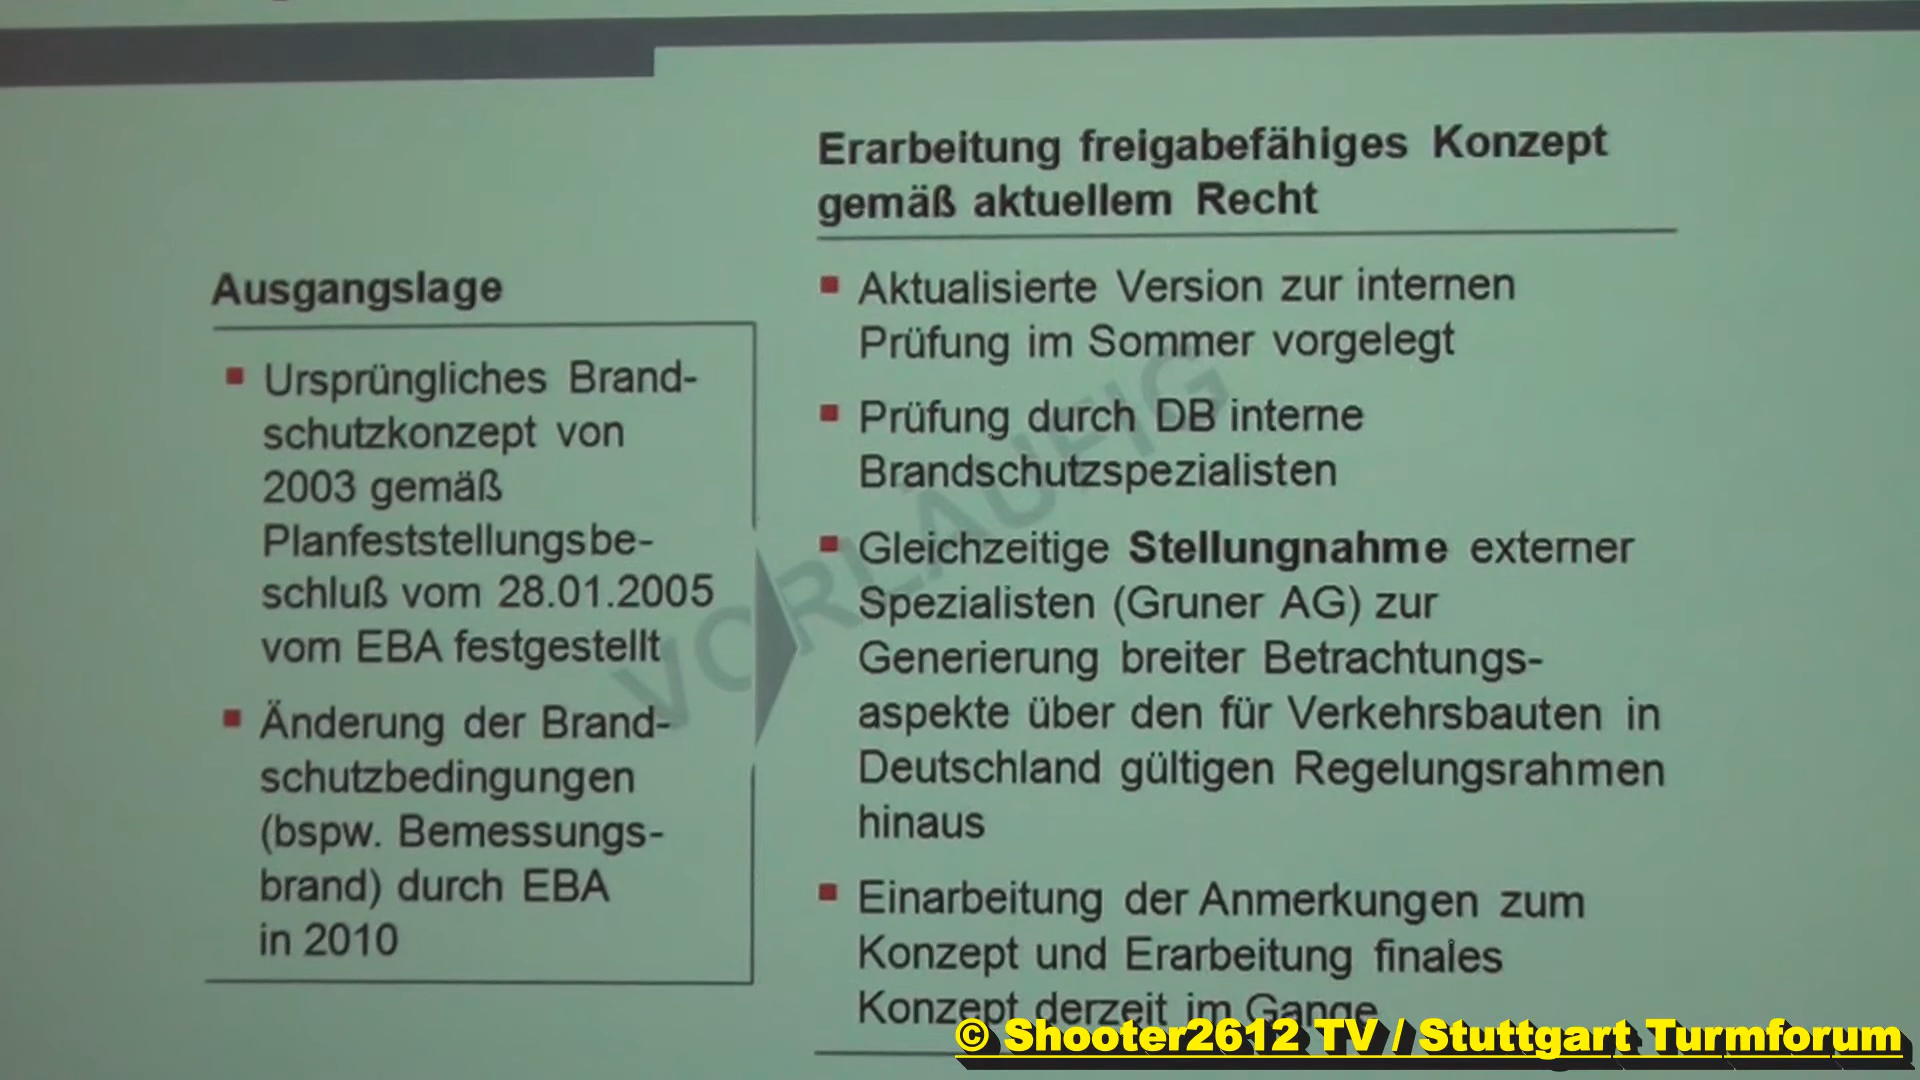 Ausgangslage
Ursprüngliches Brand-
schutzkonzept von
2003 gemäß
Planfeststellungsbe-
schluß vom 28.01.2005
vom EBA festgestellt
Änderung der Brand-
schutzbedingungen
(bspw. Bemessungs-
brand) durch EBA
in 2010
Erarbeitung freigabefähiges Konzept
gemäß aktuellem Recht
Aktualisierte Version zur internen
Prüfung im Sommer vorgelegt
Prüfung durch DB interne
Brandschutzspezialisten
Gleichzeitige Stellungnahme externer
Spezialisten (Gruner AG) zur
Generierung breiter Betrachtungs-
aspekte über den für Verkehrsbauten in
Deutschland gültigen Regelungsrahmen
hinaus
Einarbeitung der Anmerkungen zum
Konzept und Erarbeitung finales
Konzept derzeit im Gange
VORLÄUFIG
© Shooter2612 TV / Stuttgart Turmforum